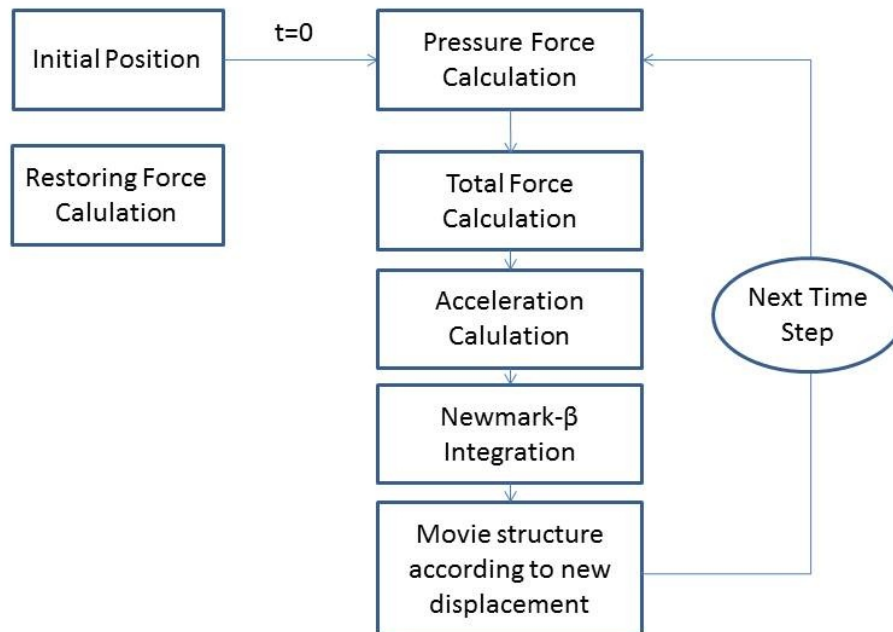 Initial Position
t=0
Pressure Force
Calculation
Restoring Force
Calulation
Total Force
Calculation
Acceleration
Calulation
Next Time
Step
Newmark-β
Integration
Movie structure
according to new
displacement